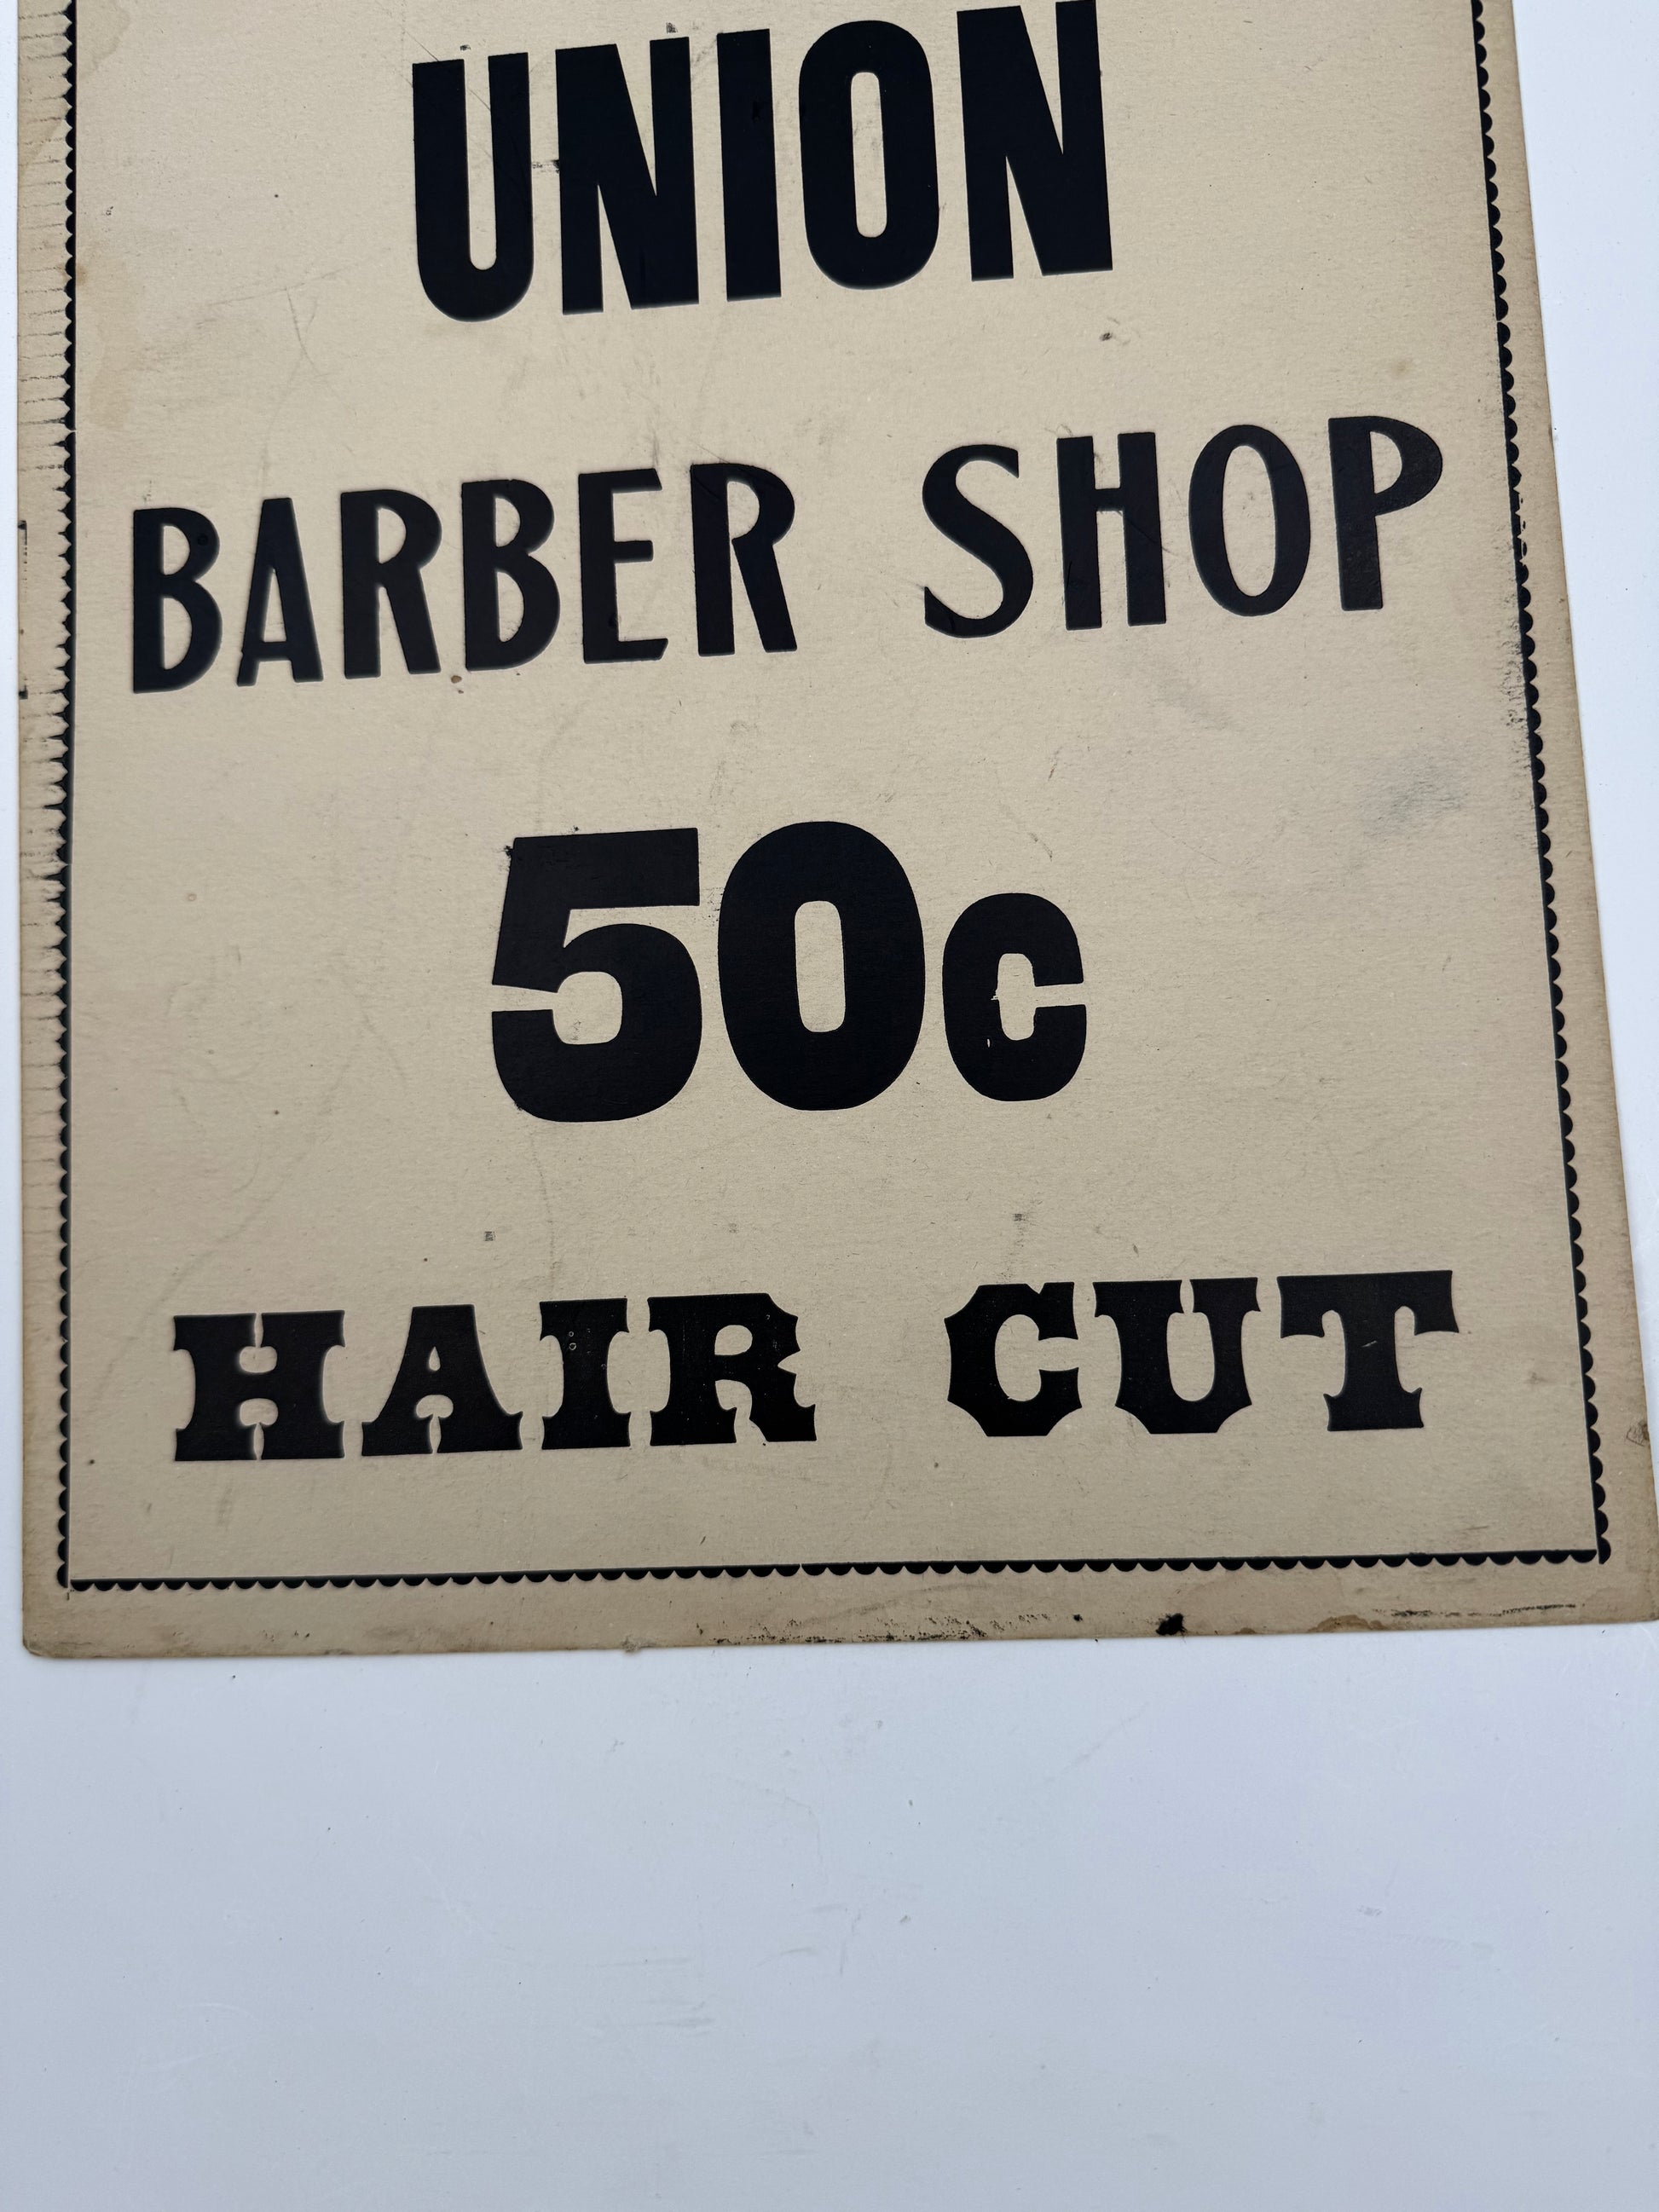 UNION
BARBER SHOP
50c
HAIR CUT